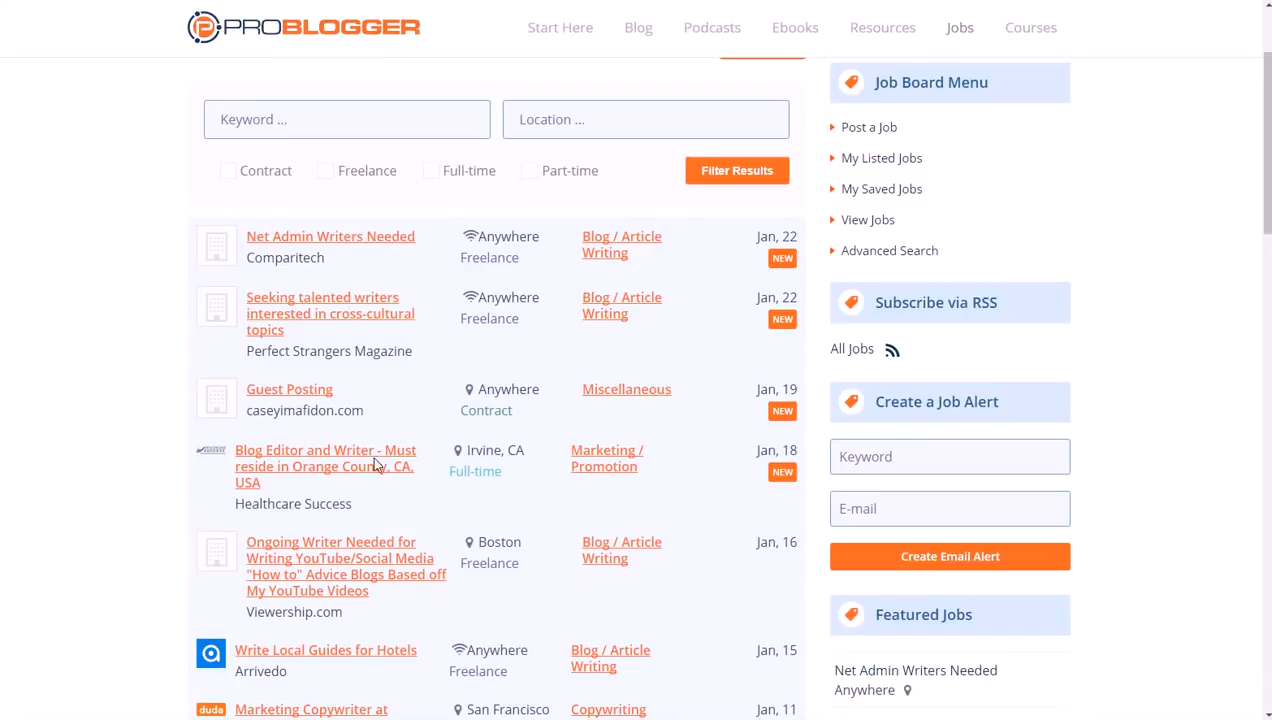 PROBLOGGER
Start Here Blog Podcasts Ebooks Resources Jobs Courses
Keyword ...
Location ...
Contract Freelance Full-time Part-time
Filter Results
Net Admin Writers Needed
Comparitech
Anywhere
Freelance
Blog / Article
Writing
Jan, 22
NEW
Seeking talented writers
interested in cross-cultural
topics
Perfect Strangers Magazine
Anywhere
Freelance
Blog / Article
Writing
Jan, 22
NEW
Guest Posting
caseyimafidon.com
Anywhere
Contract
Miscellaneous
Jan, 19
NEW
Blog Editor and Writer - Must
reside in Orange County, CA,
USA
Healthcare Success
Irvine, CA
Full-time
Marketing /
Promotion
Jan, 18
NEW
Ongoing Writer Needed for
Writing YouTube/Social Media
"How to" Advice Blogs Based off
My YouTube Videos
Viewership.com
Boston
Freelance
Blog / Article
Writing
Jan, 16
Write Local Guides for Hotels
Arrivedo
Anywhere
Freelance
Blog / Article
Writing
Jan, 15
duda
Marketing Copywriter at
San Francisco
Copywriting
Jan, 11
Job Board Menu
Post a Job
My Listed Jobs
My Saved Jobs
View Jobs
Advanced Search
Subscribe via RSS
All Jobs
Create a Job Alert
Keyword
E-mail
Create Email Alert
Featured Jobs
Net Admin Writers Needed
Anywhere